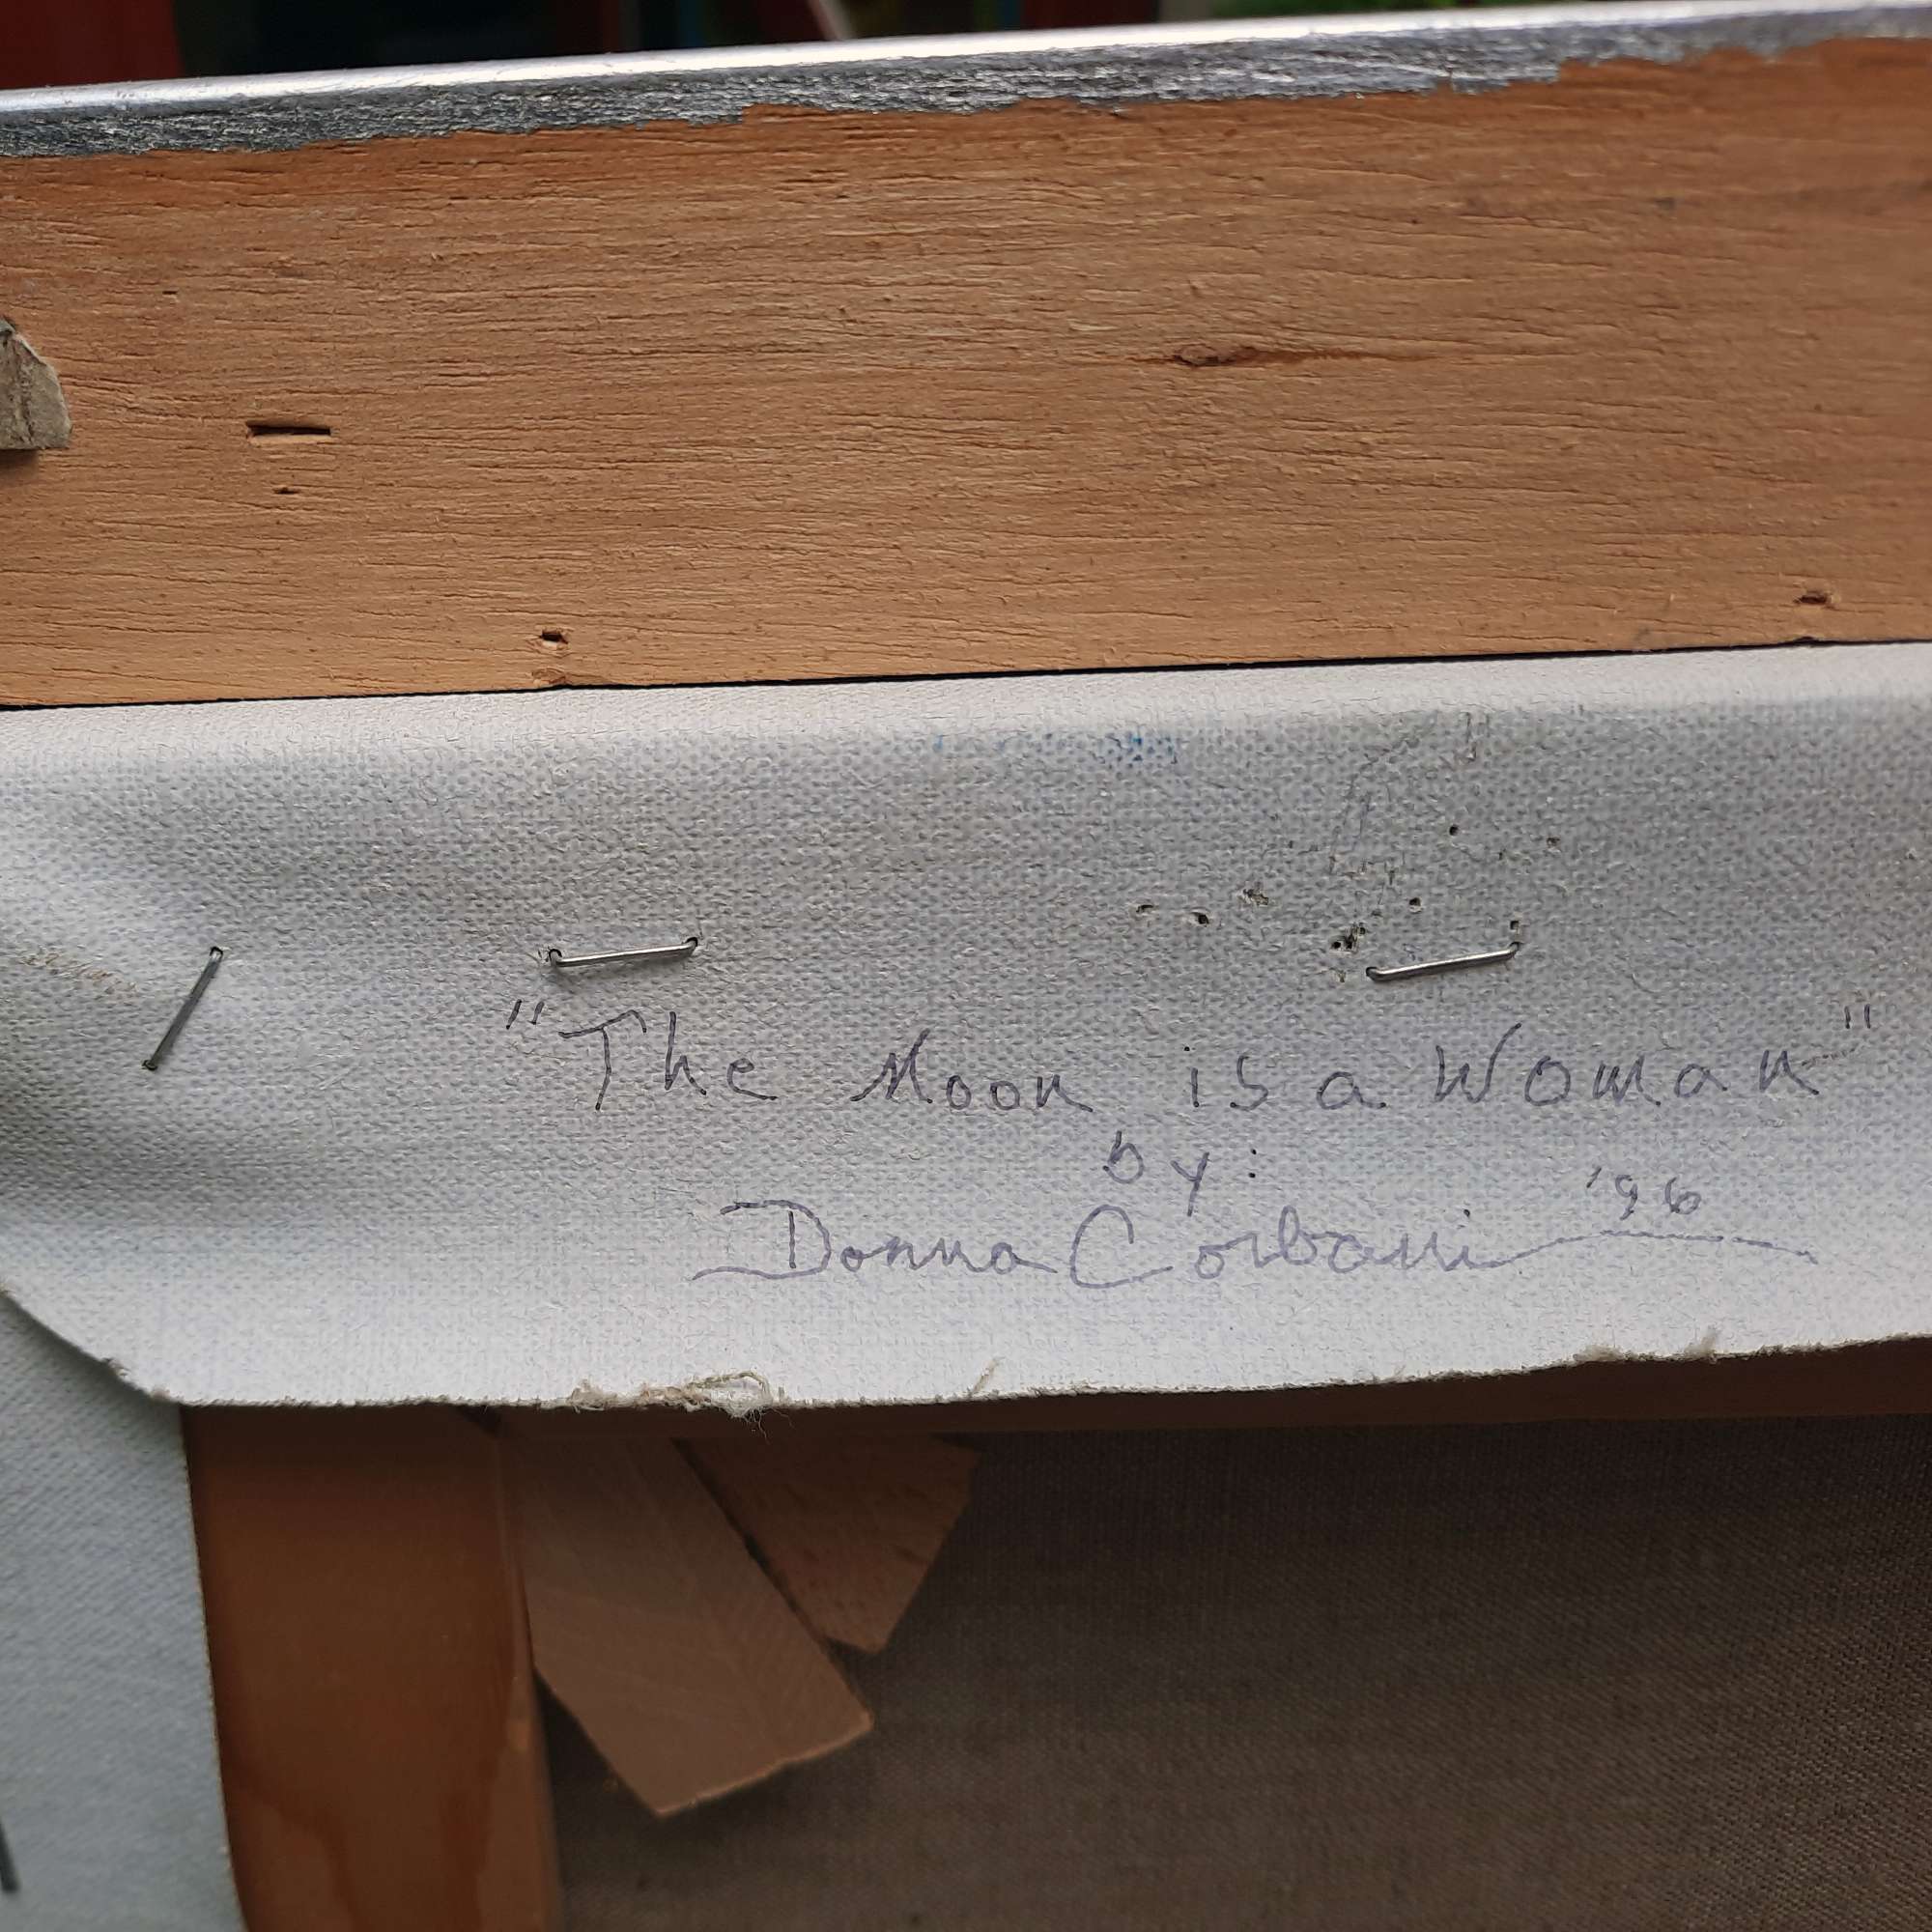 "The Moon is a Woman"
by:
Donna Corbani '96